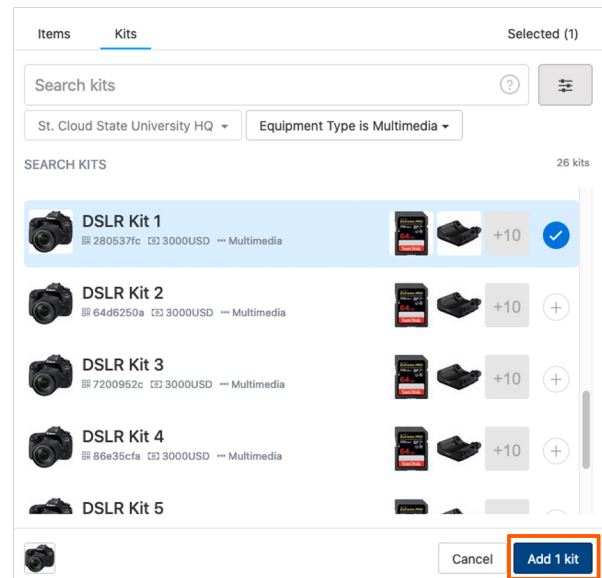 Items Kits Selected (1)
Search kits ?
St. Cloud State University HQ Equipment Type is Multimedia
SEARCH KITS 26 kits
DSLR Kit 1
280537fc 3000USD ••• Multimedia
+10
DSLR Kit 2
64d6250a 3000USD ••• Multimedia
+10
DSLR Kit 3
7200952c 3000USD ••• Multimedia
+10
DSLR Kit 4
86e35cfa 3000USD ••• Multimedia
+10
DSLR Kit 5
Cancel Add 1 kit